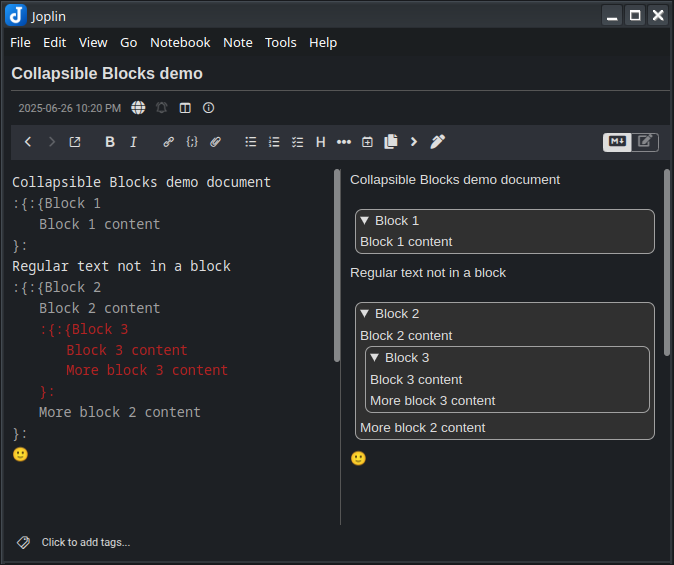 Joplin
File Edit View Go Notebook Note Tools Help
Collapsible Blocks demo
2025-06-26 10:20 PM
B I H M
Collapsible Blocks demo document
:{:{Block 1
Block 1 content
}:
Regular text not in a block
:{:{Block 2
Block 2 content
:{:{Block 3
Block 3 content
More block 3 content
}:
More block 2 content
}:
🙂
Collapsible Blocks demo document
Block 1
Block 1 content
Regular text not in a block
Block 2
Block 2 content
Block 3
Block 3 content
More block 3 content
More block 2 content
🙂
Click to add tags...